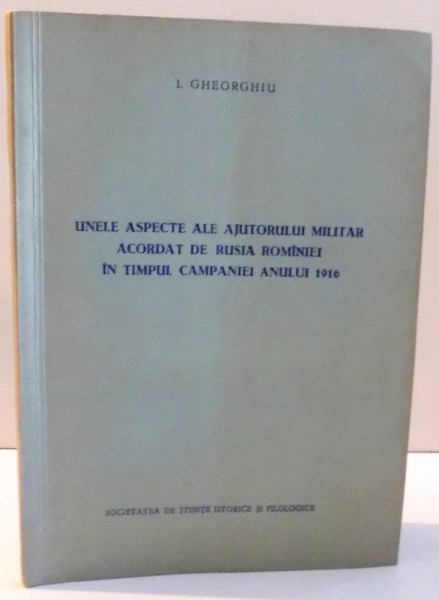 I. GHEORGHIU
UNELE ASPECTE ALE AJUTORULUI MILITAR
ACORDAT DE RUSIA ROMÎNIEI
ÎN TIMPUL CAMPANIEI ANULUI 1916
SOCIETATEA DE ȘTIINȚE ISTORICE ȘI FILOLOGICE